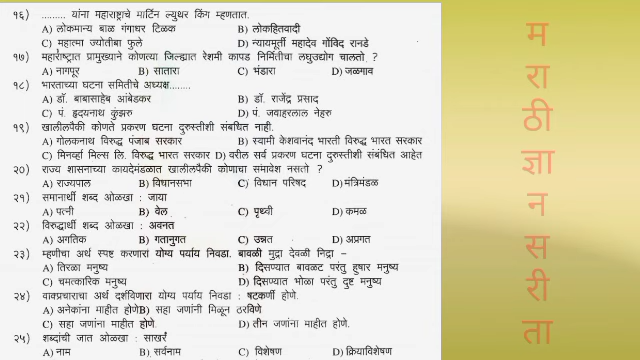 १६) ......... यांना महाराष्ट्राचे मार्टिन ल्युथर किंग म्हणतात.
A) लोकमान्य बाळ गंगाधर टिळक B) लोकहितवादी
C) महात्मा ज्योतीबा फुले D) न्यायमूर्ती महादेव गोविंद रानडे
१७) महाराष्ट्रात प्रामुख्याने कोणत्या जिल्ह्यात रेशमी कापड निर्मितीचा लघुउद्योग चालतो ?
A) नागपूर B) सातारा C) भंडारा D) जळगाव
१८) भारताच्या घटना समितीचे अध्यक्ष........
A) डॉ. बाबासाहेब आंबेडकर B) डॉ. राजेंद्र प्रसाद
C) पं. हृदयनाथ कुंझरु D) पं. जवाहरलाल नेहरु
१९) खालीलपैकी कोणते प्रकरण घटना दुरुस्तीशी संबधित नाही.
A) गोलकनाथ विरुद्ध पंजाब सरकार B) स्वामी केशवानंद भारती विरुद्ध भारत सरकार
C) मिनर्व्हा मिल्स लि. विरुद्ध भारत सरकार D) वरील सर्व प्रकरण घटना दुरुस्तीशी संबंधित आहेत
२०) राज्य शासनाच्या कायदेमंडळात खालीलपैकी कोणाचा समावेश नसतो ?
A) राज्यपाल B) विधानसभा C) विधान परिषद D) मंत्रिमंडळ
२१) समानार्थी शब्द ओळखा : जाया
A) पत्नी B) वेल C) पृथ्वी D) कमळ
२२) विरुद्धार्थी शब्द ओळखा : अवनत
A) अगतिक B) गतानुगत C) उन्नत D) अप्रगत
२३) म्हणीचा अर्थ स्पष्ट करणारा योग्य पर्याय निवडा. बावळी मुद्रा देवळी निद्रा –
A) तिरळा मनुष्य B) दिसण्यात बावळट परंतु हुषार मनुष्य
C) चमत्कारिक मनुष्य D) दिसण्यात भोळा परंतु दुष्ट मनुष्य
२४) वाक्प्रचाराचा अर्थ दर्शविणारा योग्य पर्याय निवडा : षटकर्णी होणे.
A) अनेकांना माहीत होणे B) सहा जणांनी मिळून ठरविणे
C) सहा जणांना माहीत होणे D) तीन जणांना माहीत होणे.
२५) शब्दांची जात ओळखा : साखर
A) नाम B) सर्वनाम C) विशेषण D) क्रियाविशेषण
म
रा
ठी
ज्ञा
न
स
री
ता